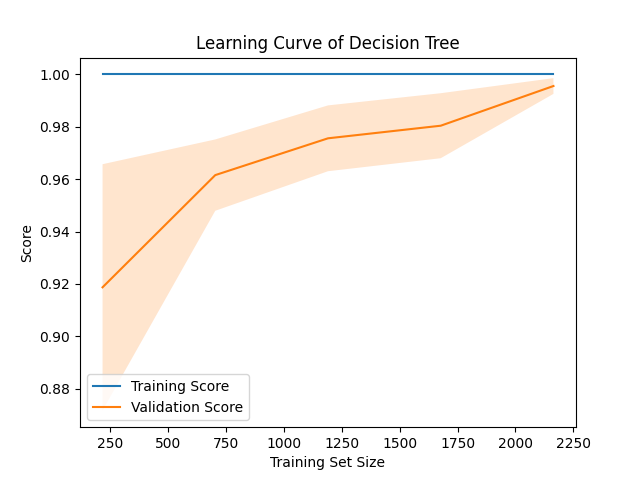 Learning Curve of Decision Tree
1.00
0.98
0.96
0.94
0.92
0.90
0.88
Score
Training Score
Validation Score
250 500 750 1000 1250 1500 1750 2000 2250
Training Set Size